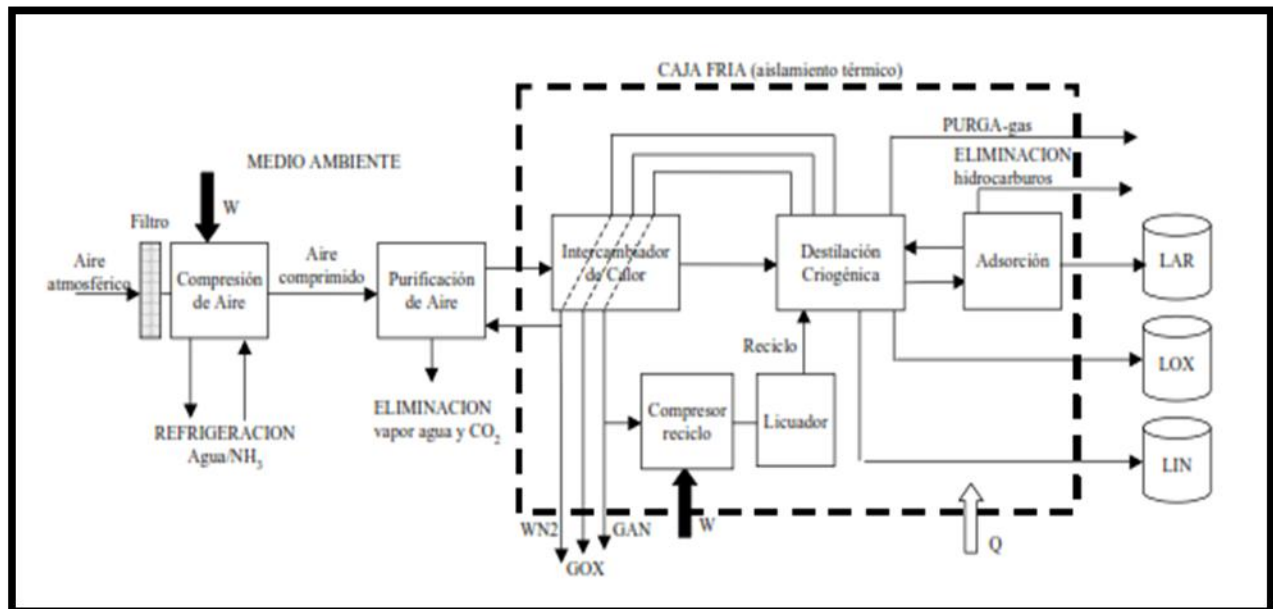 CAJA FRIA (aislamiento térmico)
PURGA-gas
MEDIO AMBIENTE
ELIMINACION
hidrocarburos
W
Filtro
Aire
atmosférico
Compresión
de Aire
Aire
comprimido
Purificación
de Aire
Intercambiador
de Calor
Destilación
Criogénica
Adsorción
LAR
Reciclo
LOX
REFRIGERACION
Agua/NH3
ELIMINACION
vapor agua y CO2
Compresor
reciclo
Licuador
LIN
WN2
GAN
W
GOX
Q